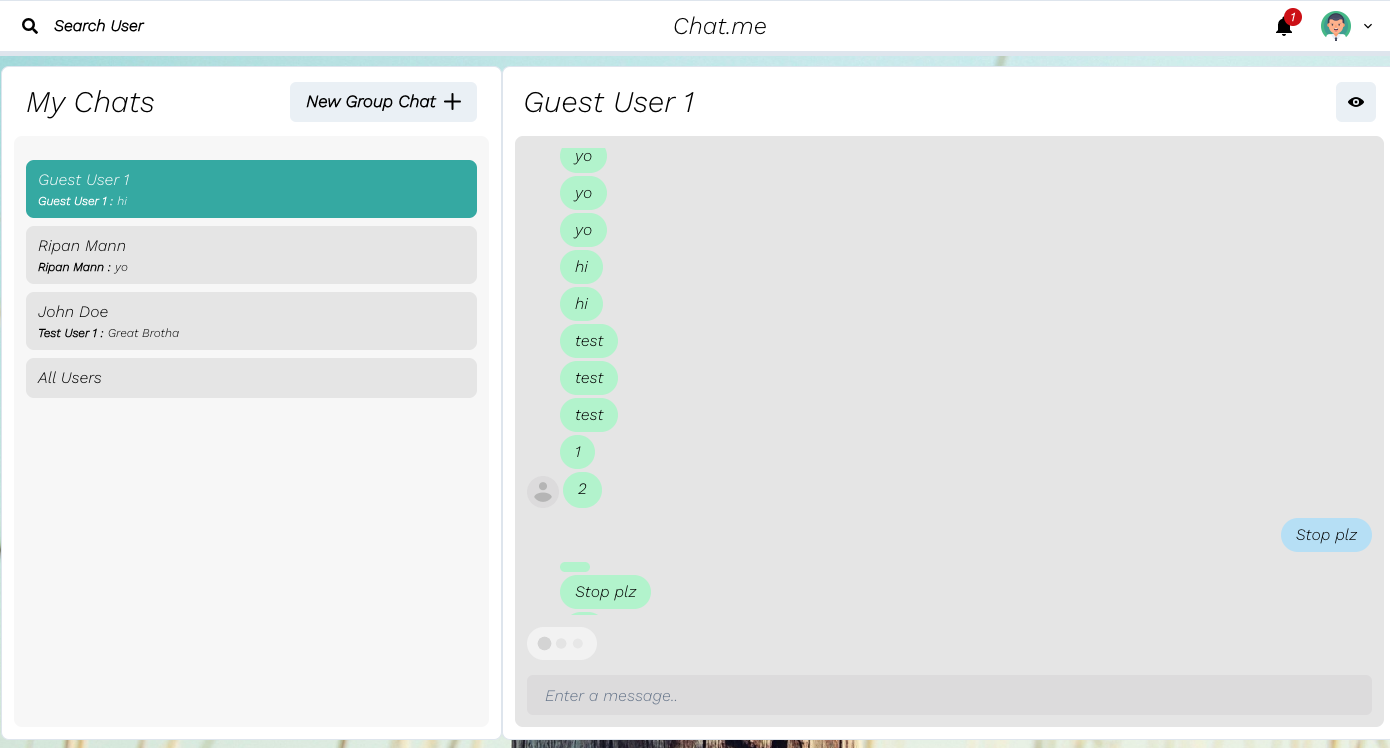 Search User
Chat.me
1
My Chats
New Group Chat
Guest User 1
Guest User 1 : hi
Ripan Mann
Ripan Mann : yo
John Doe
Test User 1 : Great Brotha
All Users
Guest User 1
yo
yo
yo
hi
hi
test
test
test
1
2
Stop plz
Stop plz
Enter a message..